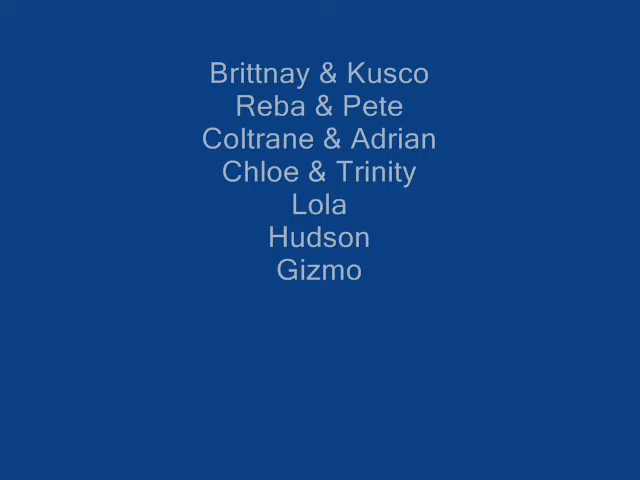 Brittnay & Kusco
Reba & Pete
Coltrane & Adrian
Chloe & Trinity
Lola
Hudson
Gizmo